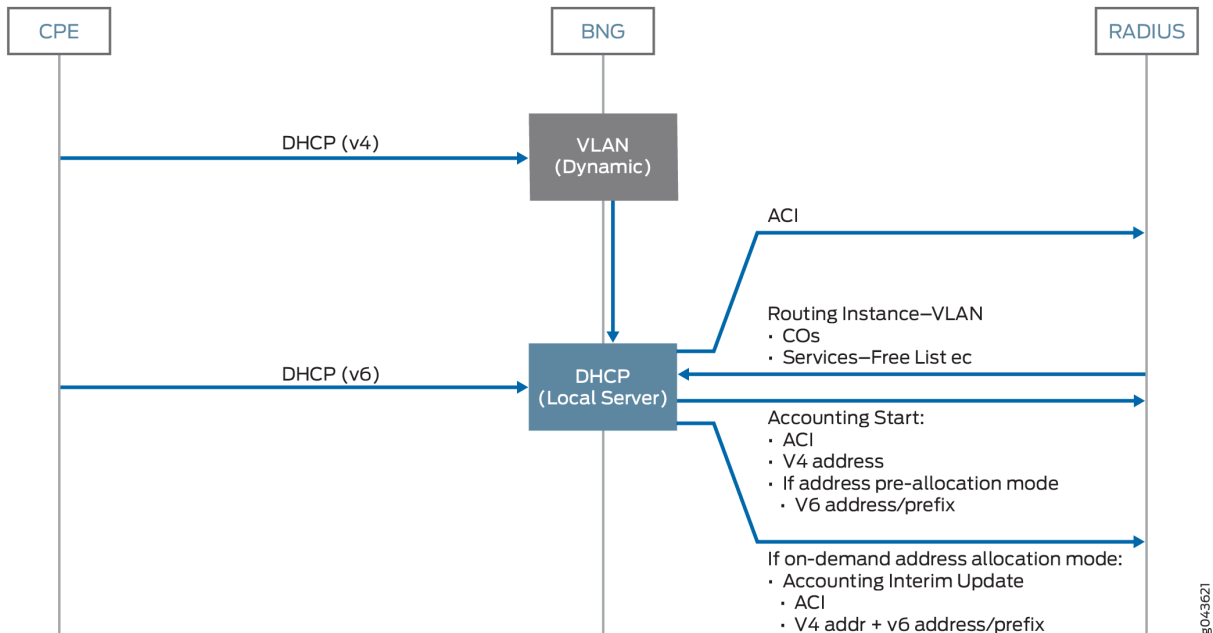 CPE
BNG
RADIUS
DHCP (v4)
VLAN
(Dynamic)
ACI
Routing Instance–VLAN
· COs
· Services–Free List ec
DHCP (v6)
DHCP
(Local Server)
Accounting Start:
· ACI
· V4 address
· If address pre-allocation mode
· V6 address/prefix
If on-demand address allocation mode:
· Accounting Interim Update
· ACI
· V4 addr + v6 address/prefix
g043621